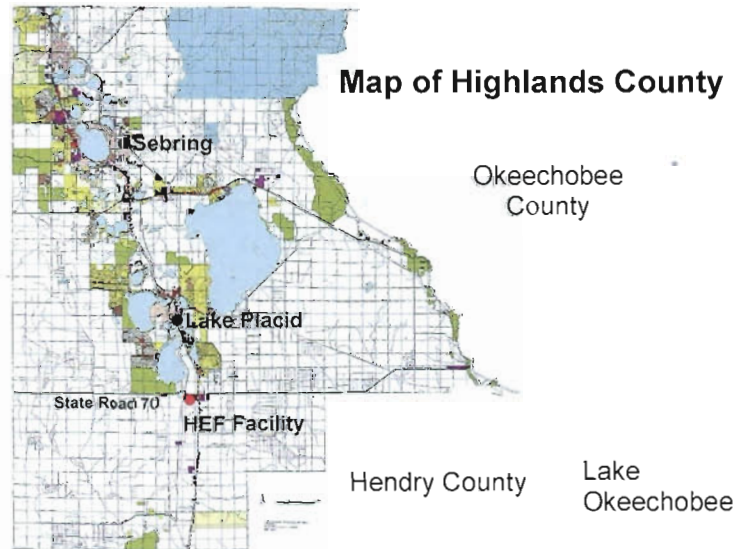 Map of Highlands County
Sebring
Okeechobee
County
Lake Placid
State Road 70
HEF Facility
Hendry County
Lake
Okeechobee